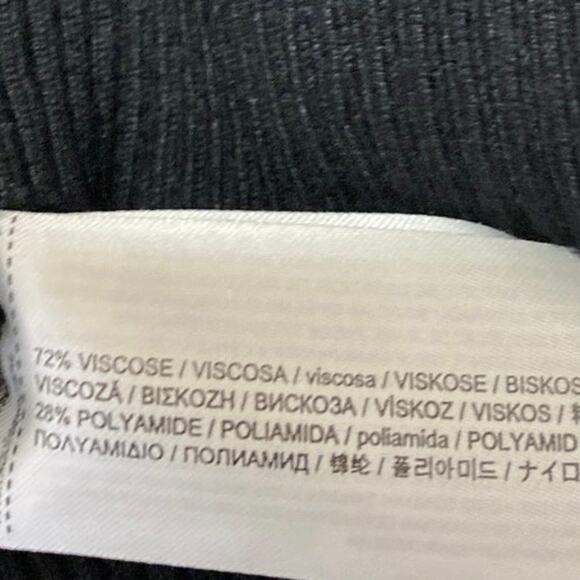 72% VISCOSE / VISCOSA / viscosa / VISKOSE / BISKOS
VISCOZĂ / ΒΙΣΚΟΖΗ / ВИСКОЗА / VİSKOZ / VISKOS /
28% POLYAMIDE / POLIAMIDA / poliamida / POLYAMID
ΠΟΛΥΑΜΙΔΙΟ / ПОЛИАМИД / 锦纶 / 폴리아미드 / ナイロ